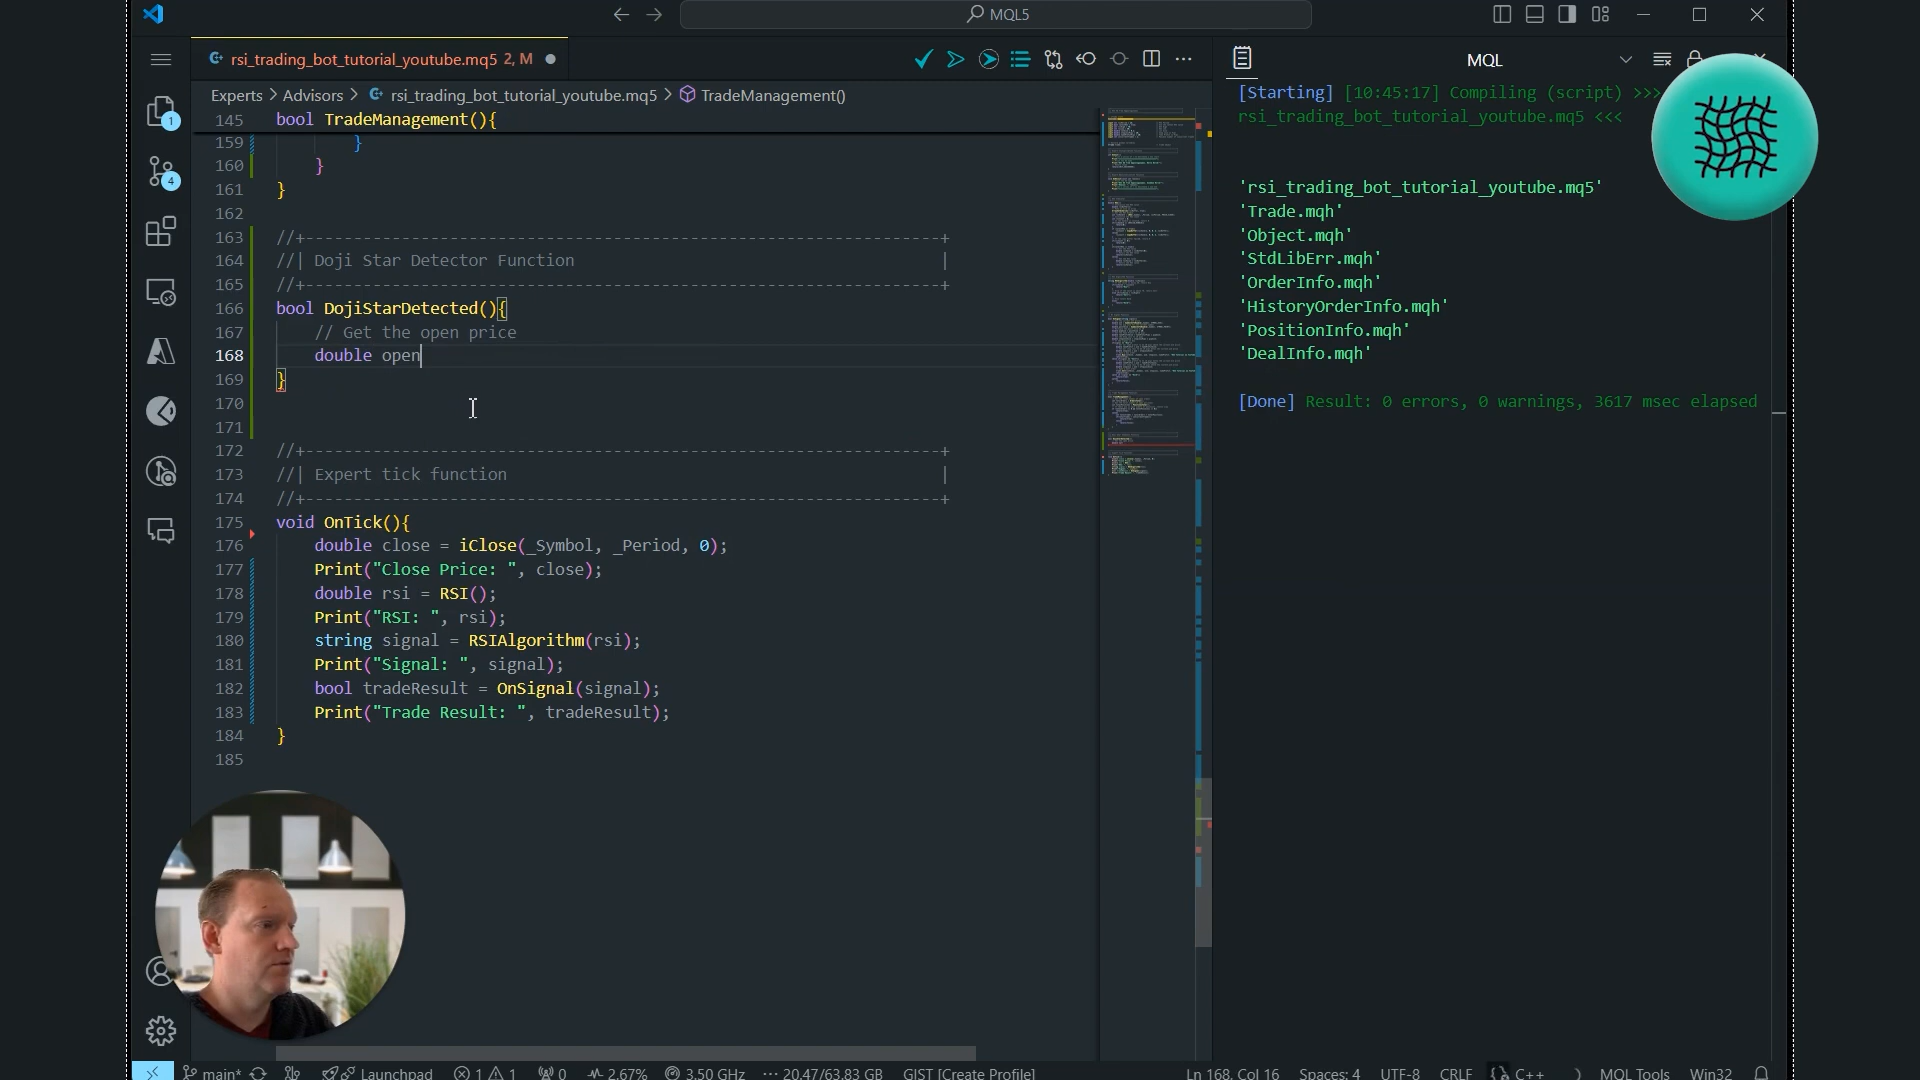 MQL5
rsi_trading_bot_tutorial_youtube.mq5 2, M
Experts > Advisors > rsi_trading_bot_tutorial_youtube.mq5 > TradeManagement()
145 bool TradeManagement(){
159 }
160 }
161 }
162
163 //+------------------------------------------------------------------+
164 //| Doji Star Detector Function |
165 //+------------------------------------------------------------------+
166 bool DojiStarDetected(){
167 // Get the open price
168 double open
169 }
170
171
172 //+------------------------------------------------------------------+
173 //| Expert tick function |
174 //+------------------------------------------------------------------+
175 void OnTick(){
176 double close = iClose(_Symbol, _Period, 0);
177 Print("Close Price: ", close);
178 double rsi = RSI();
179 Print("RSI: ", rsi);
180 string signal = RSIAlgorithm(rsi);
181 Print("Signal: ", signal);
182 bool tradeResult = OnSignal(signal);
183 Print("Trade Result: ", tradeResult);
184 }
185
1
4
MQL
[Starting] [10:45:17] Compiling (script) >>>
rsi_trading_bot_tutorial_youtube.mq5 <<<
'rsi_trading_bot_tutorial_youtube.mq5'
'Trade.mqh'
'Object.mqh'
'StdLibErr.mqh'
'OrderInfo.mqh'
'HistoryOrderInfo.mqh'
'PositionInfo.mqh'
'DealInfo.mqh'
[Done] Result: 0 errors, 0 warnings, 3617 msec elapsed
main* Launchpad 1 1 0 2.67% 3.50 GHz 20.47/63.83 GB GIST [Create Profile] Ln 168, Col 16 Spaces: 4 UTF-8 CRLF C++ MQL Tools Win32